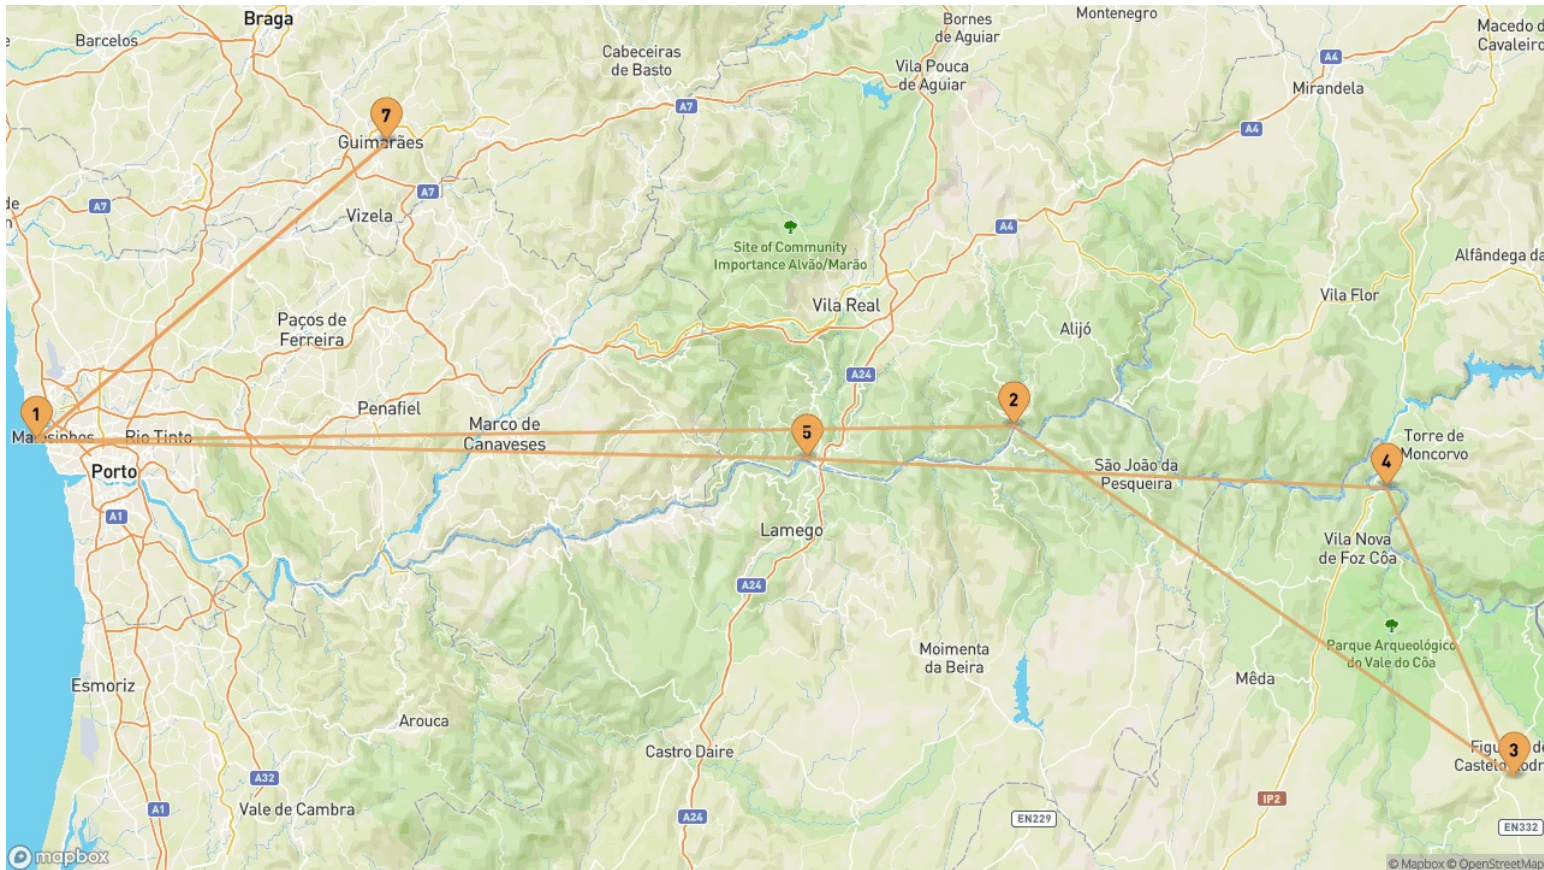 Braga
Barcelos
Cabeceiras
de Basto
Bornes
de Aguiar
Montenegro
Vila Pouca
de Aguiar
A4
Mirandela
A7
A4
7
Guimarães
A7
A7
Vizela
A4
Site of Community
Importance Alvão/Marão
Vila Real
Paços de
Ferreira
Alijó
Vila Flor
A24
1
Penafiel
Marco de
Canaveses
5
2
Rio Tinto
Porto
A1
São João da
Pesqueira
4
Torre de
Moncorvo
Lamego
Vila Nova
de Foz Côa
A24
Parque Arqueológico
do Vale do Côa
Moimenta
da Beira
Mêda
Esmoriz
Arouca
Castro Daire
3
A32
A1
Vale de Cambra
A24
IP2
EN229
EN332
mapbox
© Mapbox © OpenStreetMap